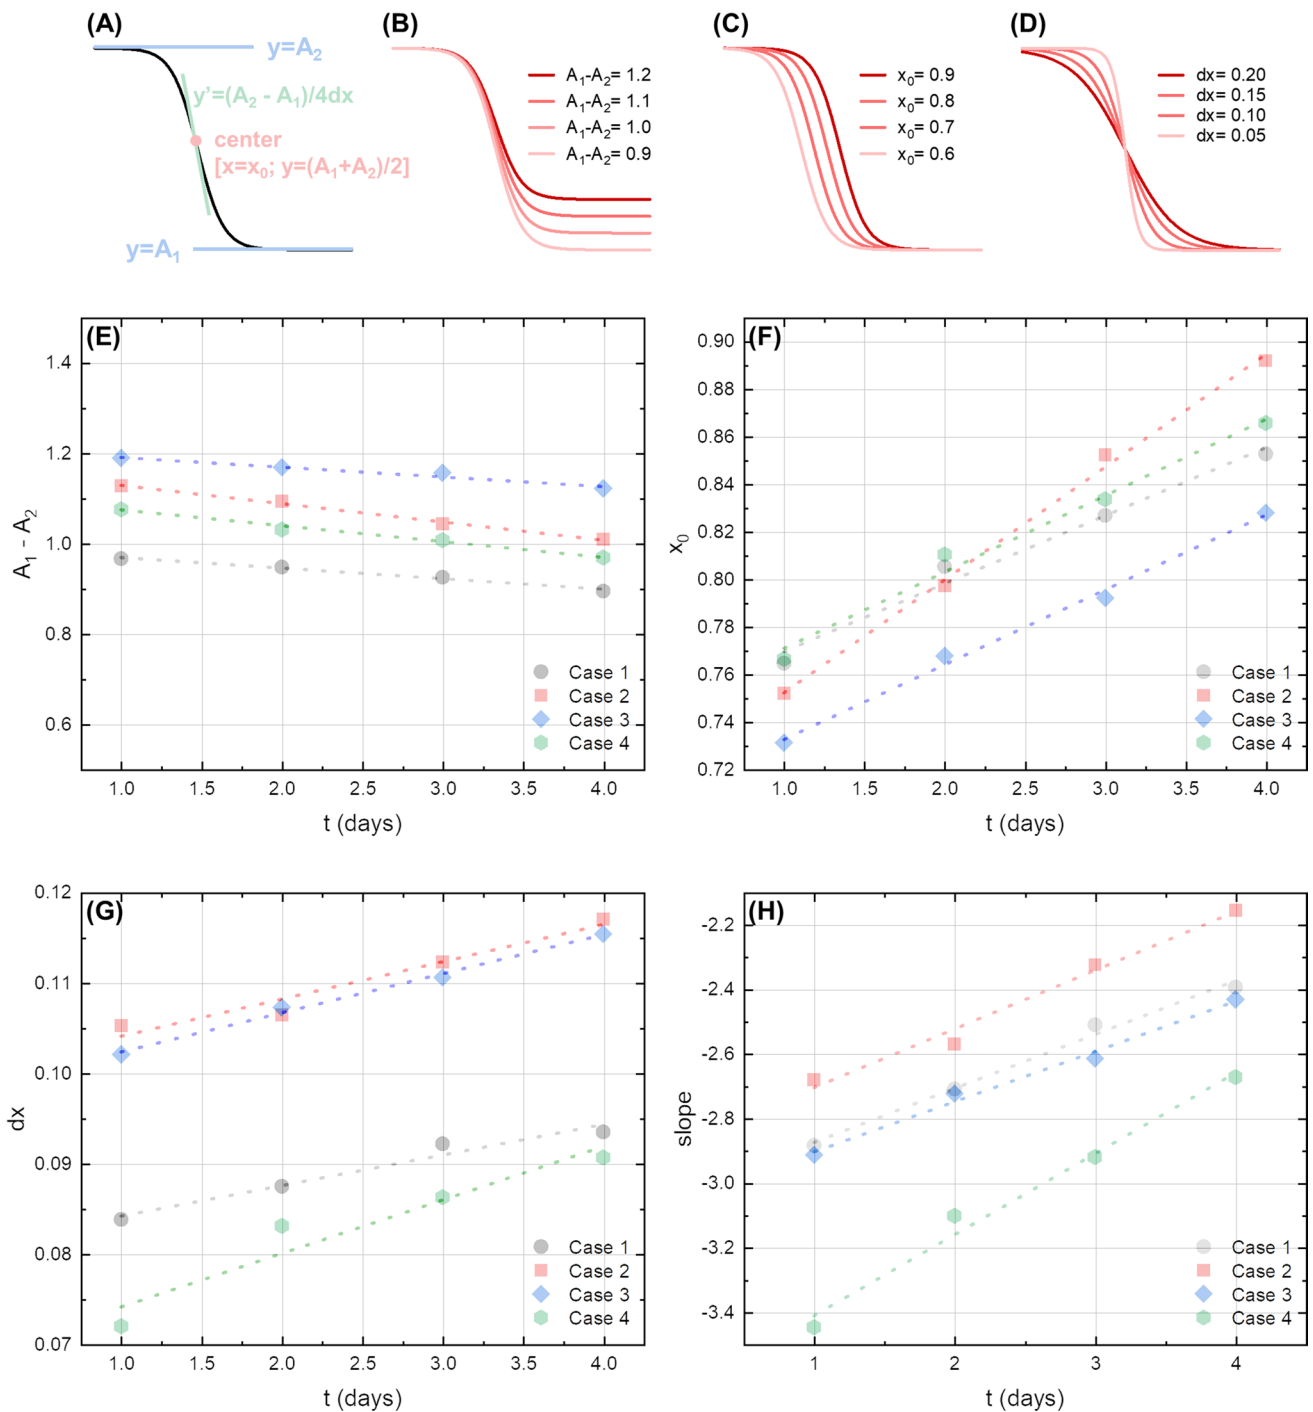 (A)
y=A₂
y'=(A₂ - A₁)/4dx
center
[x=x₀; y=(A₁+A₂)/2]
y=A₁
(B)
A₁-A₂= 1.2
A₁-A₂= 1.1
A₁-A₂= 1.0
A₁-A₂= 0.9
(C)
x₀= 0.9
x₀= 0.8
x₀= 0.7
x₀= 0.6
(D)
dx= 0.20
dx= 0.15
dx= 0.10
dx= 0.05
(E)
A₁ - A₂
1.4
1.2
1.0
0.8
0.6
Case 1
Case 2
Case 3
Case 4
1.0 1.5 2.0 2.5 3.0 3.5 4.0
t (days)
(F)
x₀
0.90
0.88
0.86
0.84
0.82
0.80
0.78
0.76
0.74
0.72
Case 1
Case 2
Case 3
Case 4
1.0 1.5 2.0 2.5 3.0 3.5 4.0
t (days)
(G)
dx
0.12
0.11
0.10
0.09
0.08
0.07
Case 1
Case 2
Case 3
Case 4
1.0 1.5 2.0 2.5 3.0 3.5 4.0
t (days)
(H)
slope
-2.2
-2.4
-2.6
-2.8
-3.0
-3.2
-3.4
Case 1
Case 2
Case 3
Case 4
1 2 3 4
t (days)